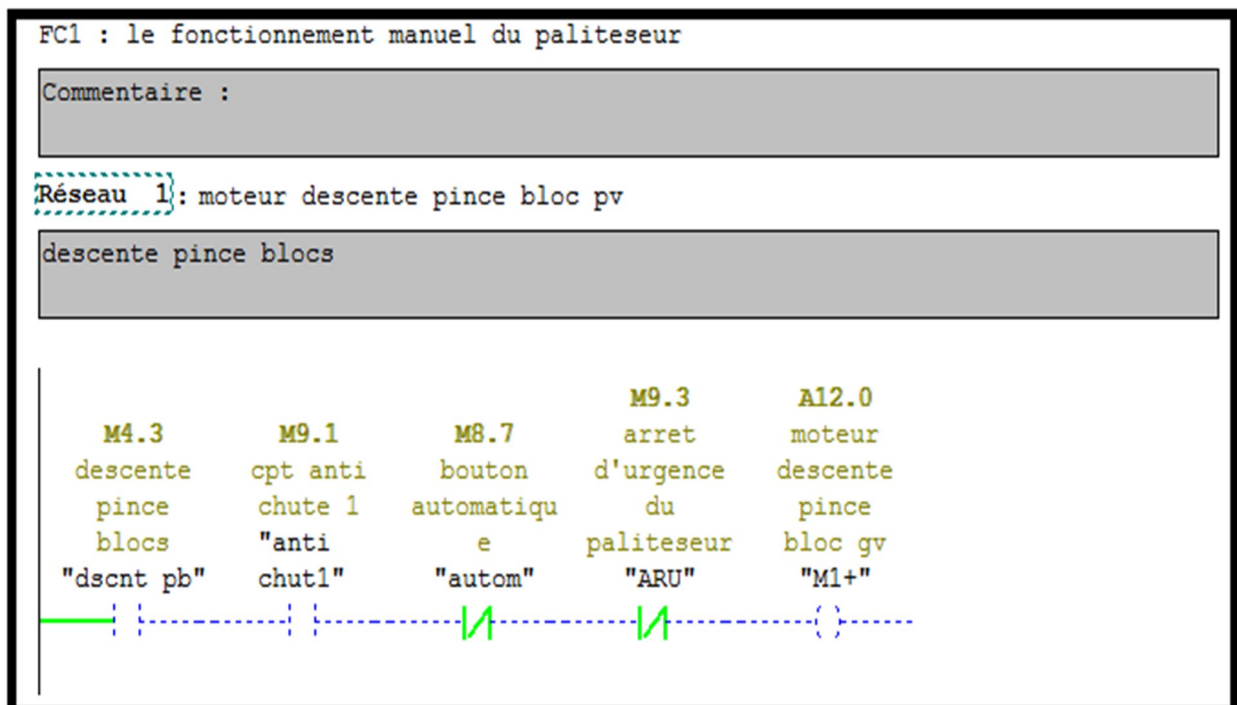 FC1 : le fonctionnement manuel du paliteseur
Commentaire :
Réseau 1 : moteur descente pince bloc pv
descente pince blocs
M9.3 A12.0
M4.3 M9.1 M8.7 arret moteur
descente cpt anti bouton d'urgence descente
pince chute 1 automatiqu du pince
blocs "anti e paliteseur bloc gv
"dscnt pb" chut1" "autom" "ARU" "M1+"